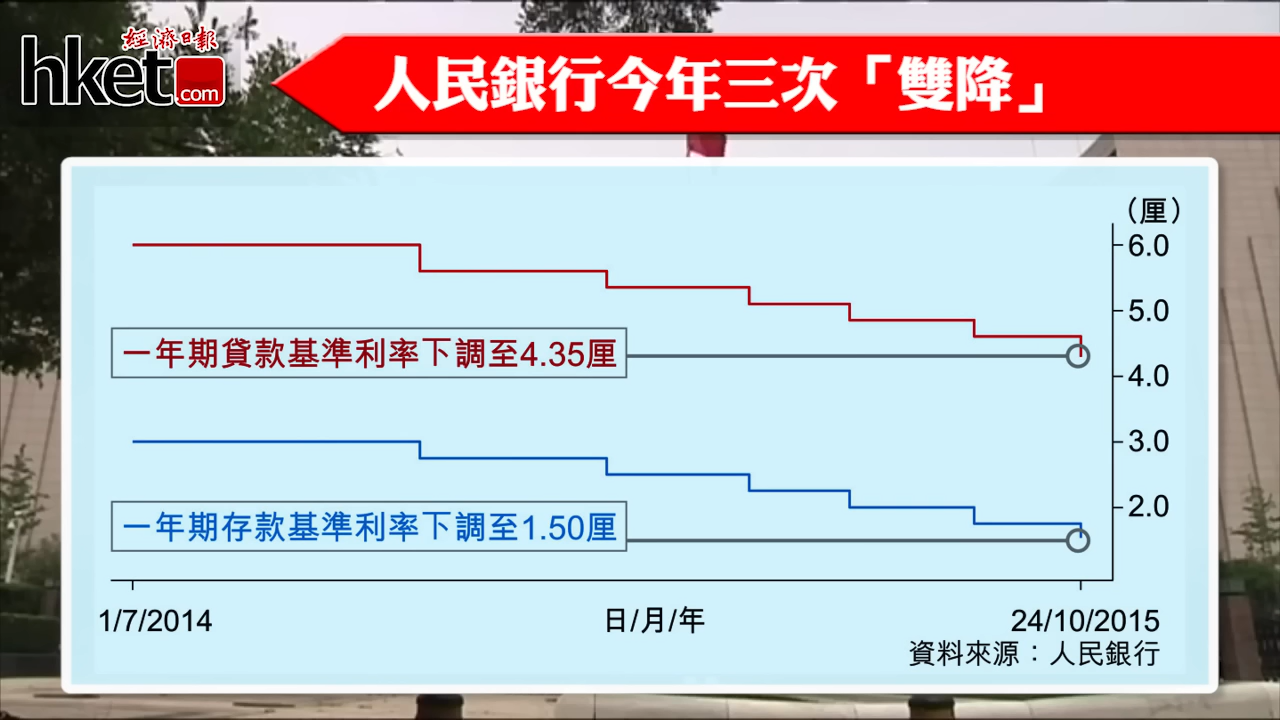 經濟日報
hket.com
人民銀行今年三次「雙降」
（厘）
6.0
5.0
一年期貸款基準利率下調至4.35厘
4.0
3.0
2.0
一年期存款基準利率下調至1.50厘
1/7/2014 日/月/年 24/10/2015
資料來源：人民銀行